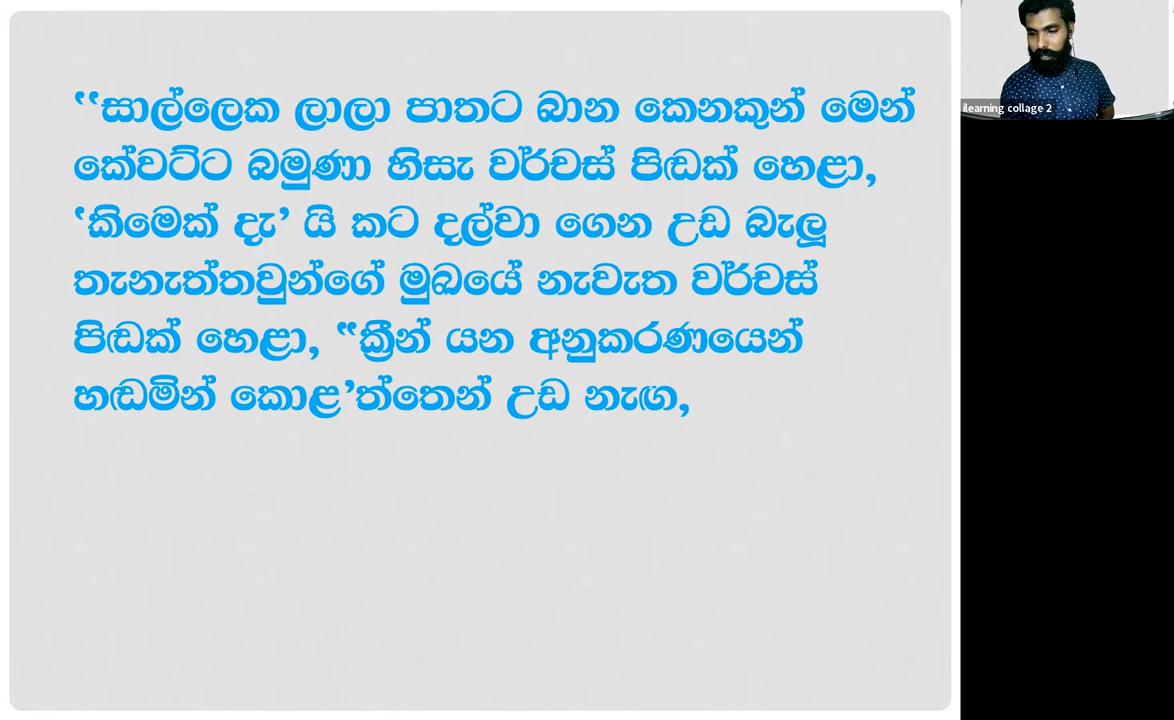 ‘‘සාල්ලෙක ලාලා පාතට බාන කෙනකුන් මෙන්
කේවට්ට බමුණා හිසැ වර්චස් පිඬක් හෙළා,
‘කිමෙක් දැ’ යි කට දල්වා ගෙන උඩ බැලූ
තැනැත්තවුන්ගේ මුඛයේ නැවැත වර්චස්
පිඬක් හෙළා, “ක්‍රීන් යන අනුකරණයෙන්
හඬමින් කොළ’ත්තෙන් උඩ නැඟ,
ilearning collage 2